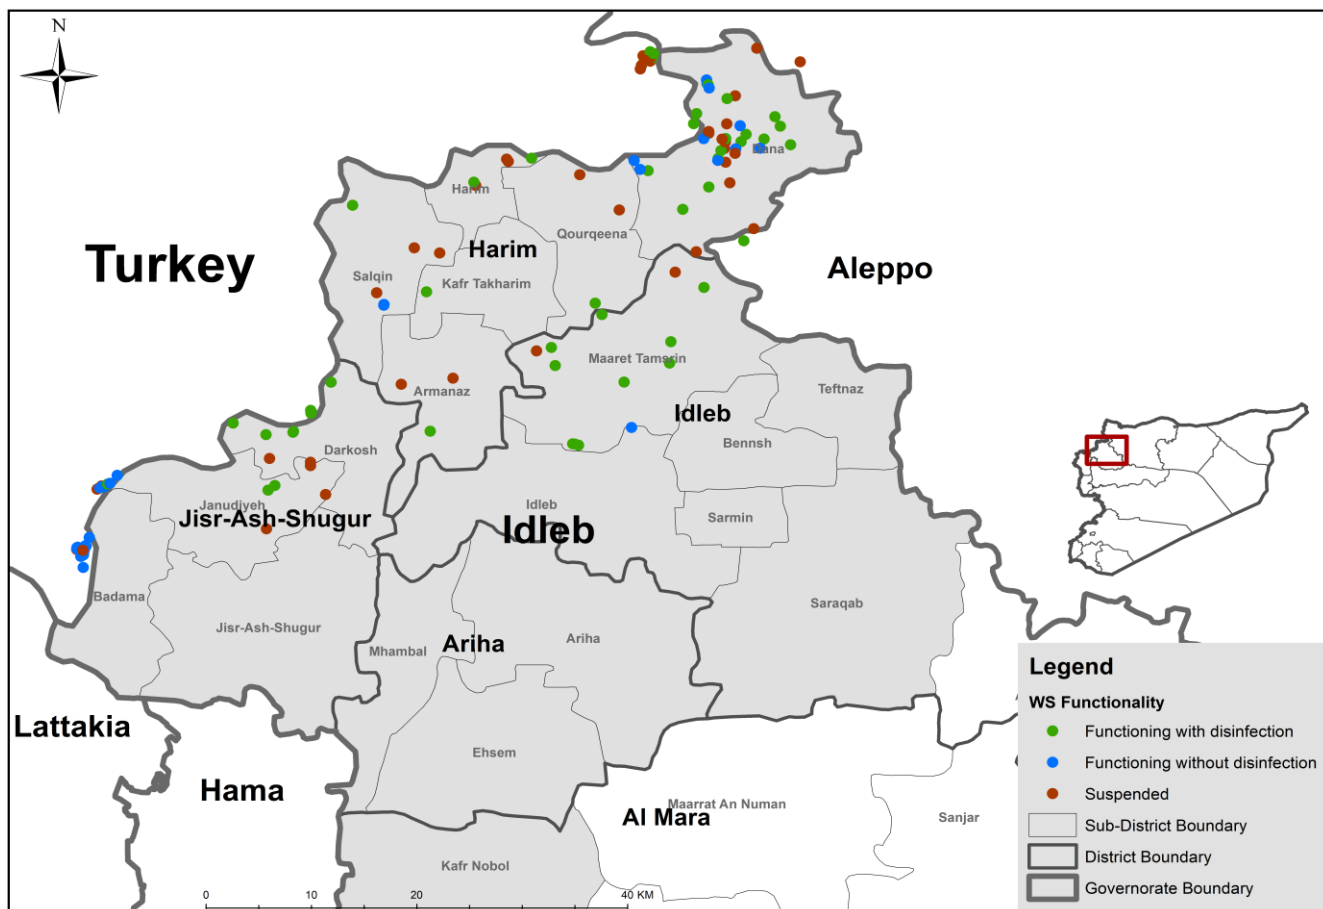 N
Turkey
Harim
Dana
Qourqeena
Harim
Salqin
Kafr Takharim
Aleppo
Maaret Tamsrin
Armanaz
Teftnaz
Idleb
Bennsh
Darkosh
Janudiyeh
Jisr-Ash-Shugur
Idleb
Idleb
Sarmin
Badama
Saraqab
Jisr-Ash-Shugur
Mhambal
Ariha
Ariha
Lattakia
Ehsem
Hama
Maarrat An Numan
Al Mara
Sanjar
Kafr Nobol
0 10 20 40 KM
Legend
WS Functionality
Functioning with disinfection
Functioning without disinfection
Suspended
Sub-District Boundary
District Boundary
Governorate Boundary